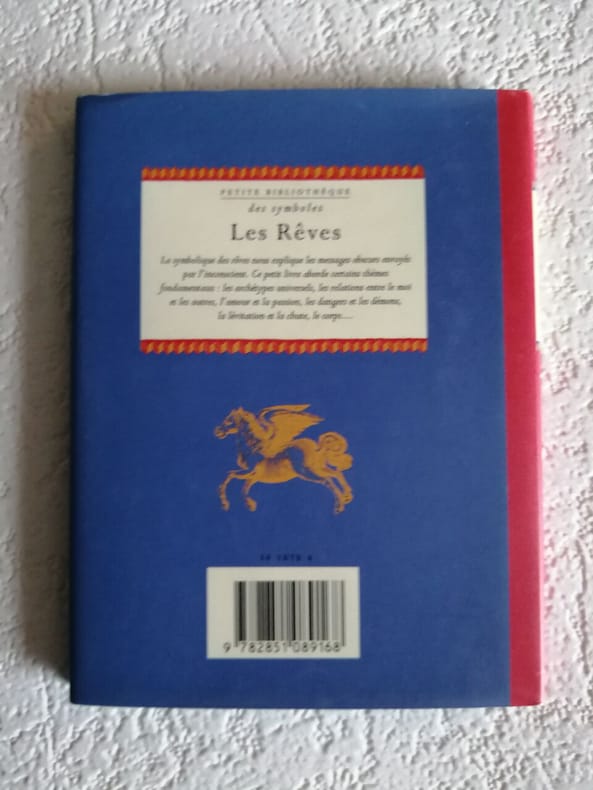 PETITE BIBLIOTHÈQUE
des symboles
Les Rêves
La symbolique des rêves nous explique les messages obscurs envoyés
par l'inconscient. Ce petit livre aborde certains thèmes
fondamentaux : les archétypes universels, les relations entre le moi
et les autres, l'amour et la passion, les dangers et les démons,
la lévitation et la chute, le corps....
9 782851 089168